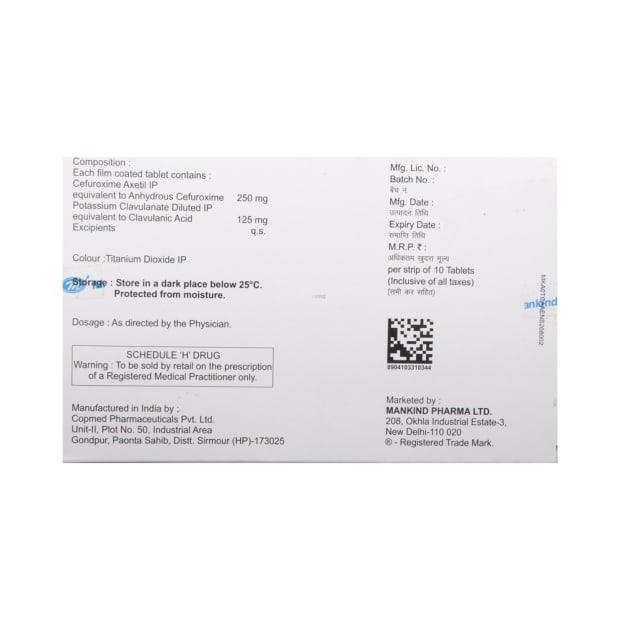 Composition :
Each film coated tablet contains :
Cefuroxime Axetil IP
equivalent to Anhydrous Cefuroxime 250 mg
Potassium Clavulanate Diluted IP
equivalent to Clavulanic Acid 125 mg
Excipients q.s.
Colour :Titanium Dioxide IP
Storage : Store in a dark place below 25°C.
Protected from moisture.
Dosage : As directed by the Physician.
SCHEDULE 'H' DRUG
Warning : To be sold by retail on the prescription
of a Registered Medical Practitioner only.
Manufactured in India by :
Copmed Pharmaceuticals Pvt. Ltd.
Unit-II, Plot No. 50, Industrial Area
Gondpur, Paonta Sahib, Distt. Sirmour (HP)-173025
Mfg. Lic. No. :
Batch No. :
बैच नं.
Mfg. Date :
उत्पादन तिथि
Expiry Date :
समाप्ति तिथि
M.R.P. ₹ :
अधिकतम खुदरा मूल्य
per strip of 10 Tablets
(Inclusive of all taxes)
(सभी कर सहित)
0904103310344
Marketed by :
MANKIND PHARMA LTD.
208, Okhla Industrial Estate-3,
New Delhi-110 020
® - Registered Trade Mark.
ankind